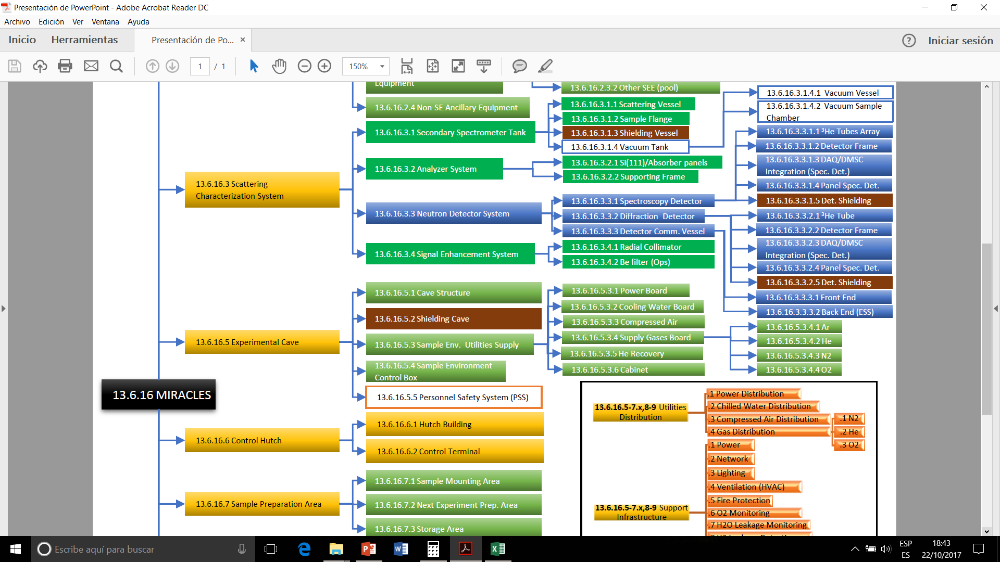 Presentación de PowerPoint - Adobe Acrobat Reader DC
Archivo Edición Ver Ventana Ayuda
Inicio Herramientas Presentación de Po... × ? Iniciar sesión
1 / 1 150%
Equipment
13.6.16.2.4 Non-SE Ancillary Equipment
13.6.16.3.1 Secondary Spectrometer Tank
13.6.16.3.2 Analyzer System
13.6.16.3 Scattering
Characterization System
13.6.16.3.3 Neutron Detector System
13.6.16.3.4 Signal Enhancement System
13.6.16.2.3.2 Other SEE (pool)
13.6.16.3.1.1 Scattering Vessel
13.6.16.3.1.2 Sample Flange
13.6.16.3.1.3 Shielding Vessel
13.6.16.3.1.4 Vacuum Tank
13.6.16.3.2.1 Si(111)/Absorber panels
13.6.16.3.2.2 Supporting Frame
13.6.16.3.3.1 Spectroscopy Detector
13.6.16.3.3.2 Diffraction Detector
13.6.16.3.3.3 Detector Comm. Vessel
13.6.16.3.4.1 Radial Collimator
13.6.16.3.4.2 Be filter (Ops)
13.6.16.3.1.4.1 Vacuum Vessel
13.6.16.3.1.4.2 Vacuum Sample
Chamber
13.6.16.3.3.1.1 ³He Tubes Array
13.6.16.3.3.1.2 Detector Frame
13.6.16.3.3.1.3 DAQ/DMSC
Integration (Spec. Det.)
13.6.16.3.3.1.4 Panel Spec. Det.
13.6.16.3.3.1.5 Det. Shielding
13.6.16.3.3.2.1 ³He Tube
13.6.16.3.3.2.2 Detector Frame
13.6.16.3.3.2.3 DAQ/DMSC
Integration (Spec. Det.)
13.6.16.3.3.2.4 Panel Spec. Det.
13.6.16.3.3.2.5 Det. Shielding
13.6.16.3.3.3.1 Front End
13.6.16.3.3.3.2 Back End (ESS)
13.6.16.5 Experimental Cave
13.6.16.5.1 Cave Structure
13.6.16.5.2 Shielding Cave
13.6.16.5.3 Sample Env. Utilities Supply
13.6.16.5.4 Sample Environment
Control Box
13.6.16.5.5 Personnel Safety System (PSS)
13.6.16.5.3.1 Power Board
13.6.16.5.3.2 Cooling Water Board
13.6.16.5.3.3 Compressed Air
13.6.16.5.3.4 Supply Gases Board
13.6.16.5.3.5 He Recovery
13.6.16.5.3.6 Cabinet
13.6.16.5.3.4.1 Ar
13.6.16.5.3.4.2 He
13.6.16.5.3.4.3 N2
13.6.16.5.3.4.4 O2
13.6.16 MIRACLES
13.6.16.6 Control Hutch
13.6.16.6.1 Hutch Building
13.6.16.6.2 Control Terminal
13.6.16.7 Sample Preparation Area
13.6.16.7.1 Sample Mounting Area
13.6.16.7.2 Next Experiment Prep. Area
13.6.16.7.3 Storage Area
13.6.16.5-7.x,8-9 Utilities
Distribution
.1 Power Distribution
.2 Chilled Water Distribution
.3 Compressed Air Distribution
.4 Gas Distribution
.1 N2
.2 He
.3 O2
13.6.16.5-7.x,8-9 Support
Infrastructure
.1 Power
.2 Network
.3 Lighting
.4 Ventilation (HVAC)
.5 Fire Protection
.6 O2 Monitoring
.7 H2O Leakage Monitoring
Escribe aquí para buscar
ESP
ES
18:43
22/10/2017